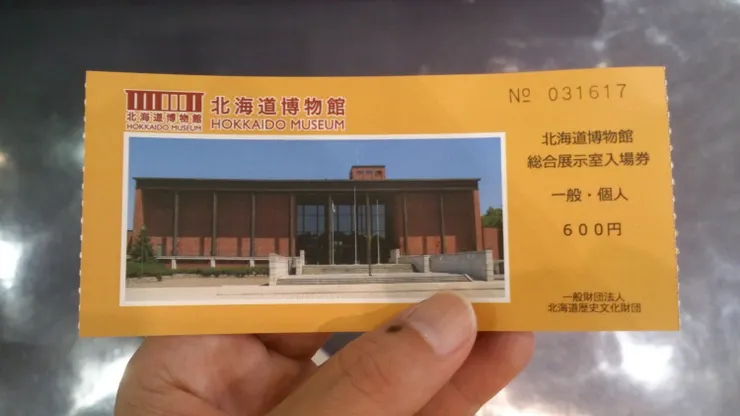 北海道博物館
HOKKAIDO MUSEUM
北海道博物館
HOKKAIDO MUSEUM
№ 031617
北海道博物館
総合展示室入場券
一般・個人
600円
一般財団法人
北海道歴史文化財団